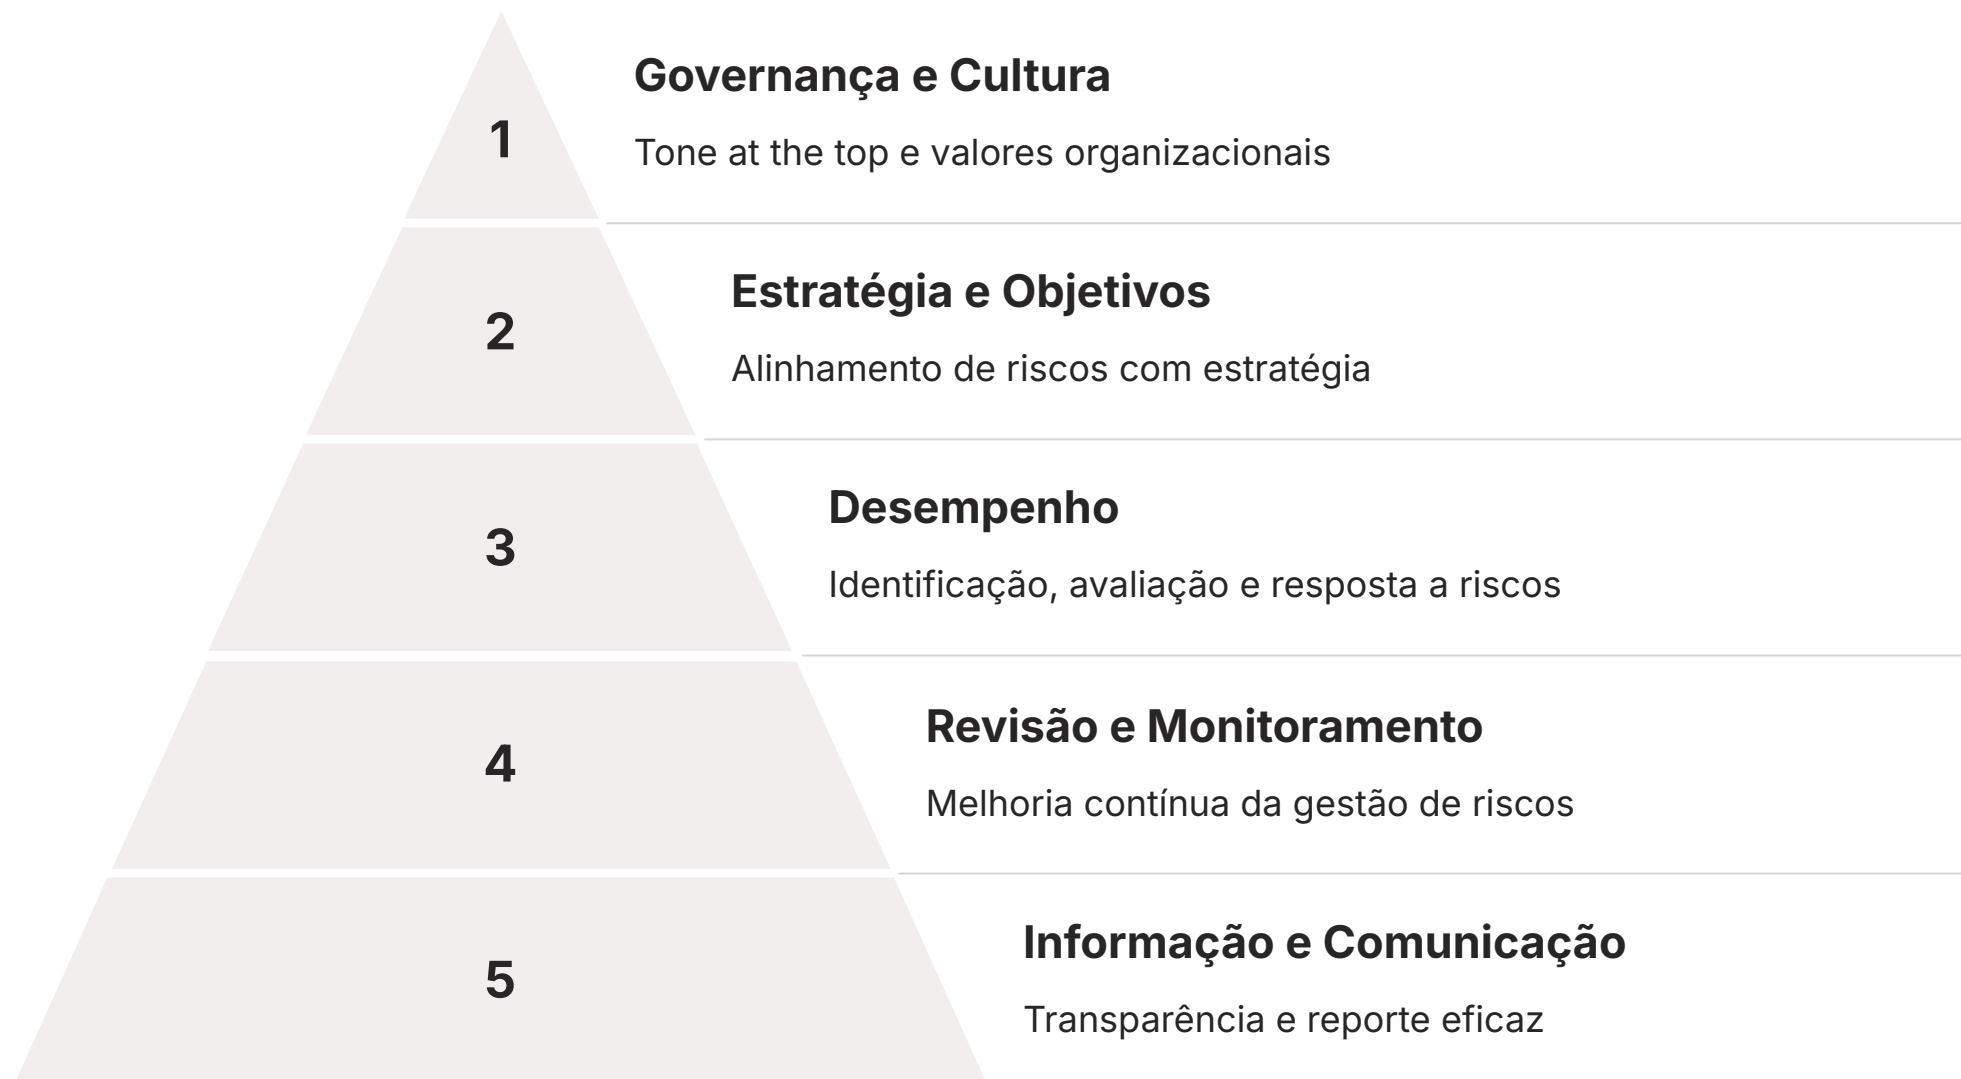 1
Governança e Cultura
Tone at the top e valores organizacionais
2
Estratégia e Objetivos
Alinhamento de riscos com estratégia
3
Desempenho
Identificação, avaliação e resposta a riscos
4
Revisão e Monitoramento
Melhoria contínua da gestão de riscos
5
Informação e Comunicação
Transparência e reporte eficaz